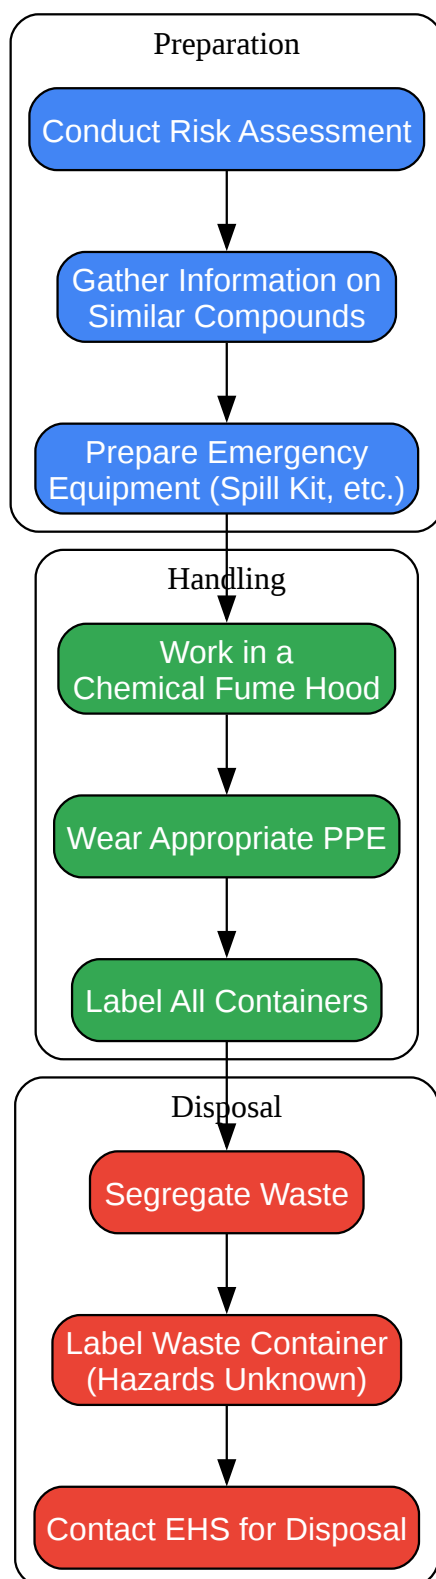 Preparation
Conduct Risk Assessment
Gather Information on
Similar Compounds
Prepare Emergency
Equipment (Spill Kit, etc.)
Handling
Work in a
Chemical Fume Hood
Wear Appropriate PPE
Label All Containers
Disposal
Segregate Waste
Label Waste Container
(Hazards Unknown)
Contact EHS for Disposal